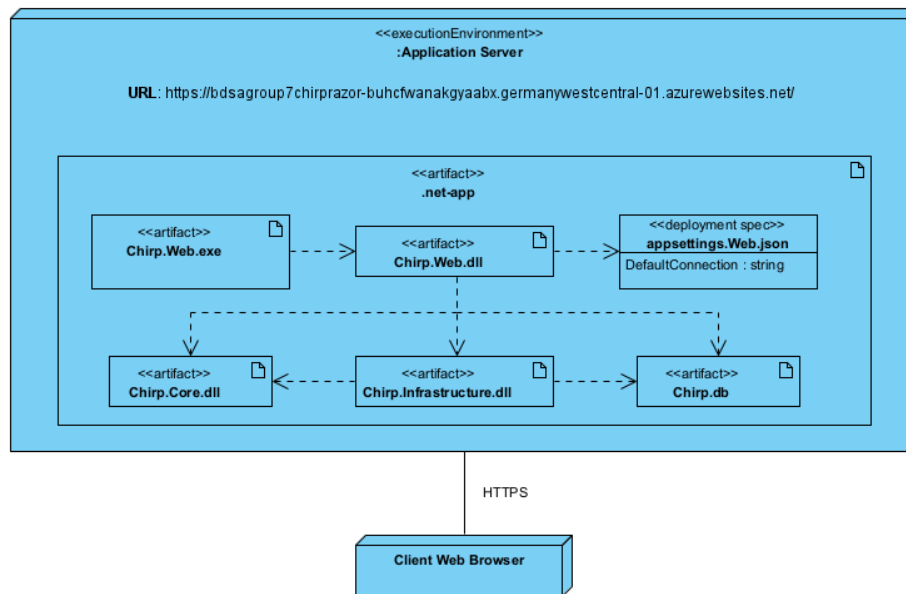 <<executionEnvironment>>
:Application Server
URL: https://bdsagroup7chirprazor-buhcfwanakgyaabx.germanywestcentral-01.azurewebsites.net/
<<artifact>>
.net-app
<<artifact>>
Chirp.Web.exe
<<artifact>>
Chirp.Web.dll
<<deployment spec>>
appsettings.Web.json
DefaultConnection : string
<<artifact>>
Chirp.Core.dll
<<artifact>>
Chirp.Infrastructure.dll
<<artifact>>
Chirp.db
HTTPS
Client Web Browser